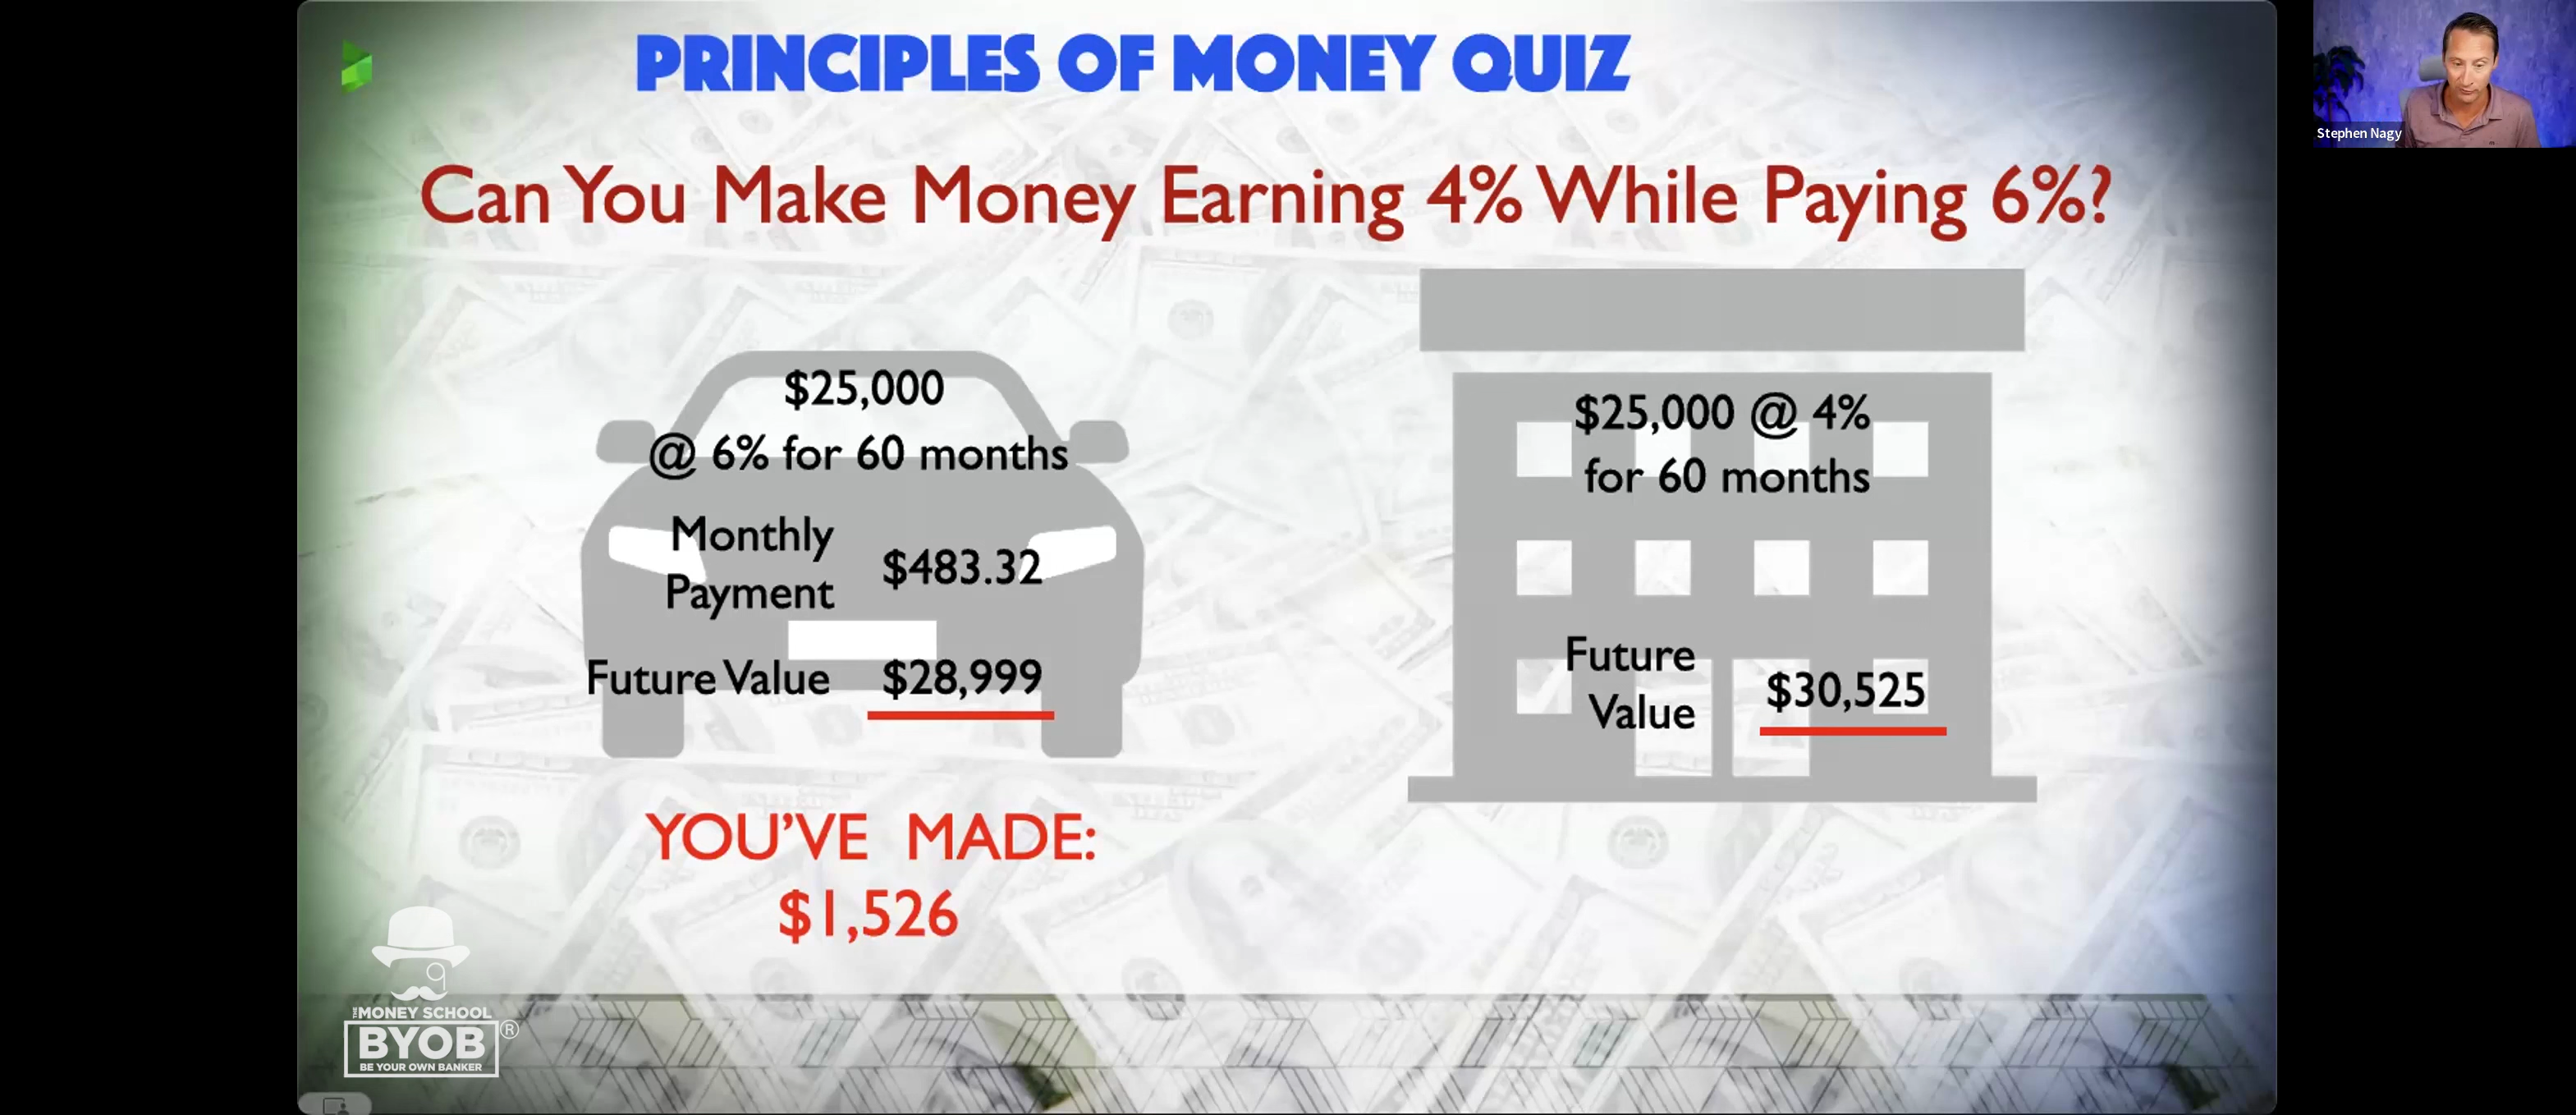 PRINCIPLES OF MONEY QUIZ
Stephen Nagy
Can You Make Money Earning 4% While Paying 6%?
$25,000
@ 6% for 60 months
Monthly
Payment
$483.32
Future Value $28,999
$25,000 @ 4%
for 60 months
Future
Value
$30,525
YOU'VE MADE:
$1,526
THE MONEY SCHOOL
BYOB ®
BE YOUR OWN BANKER